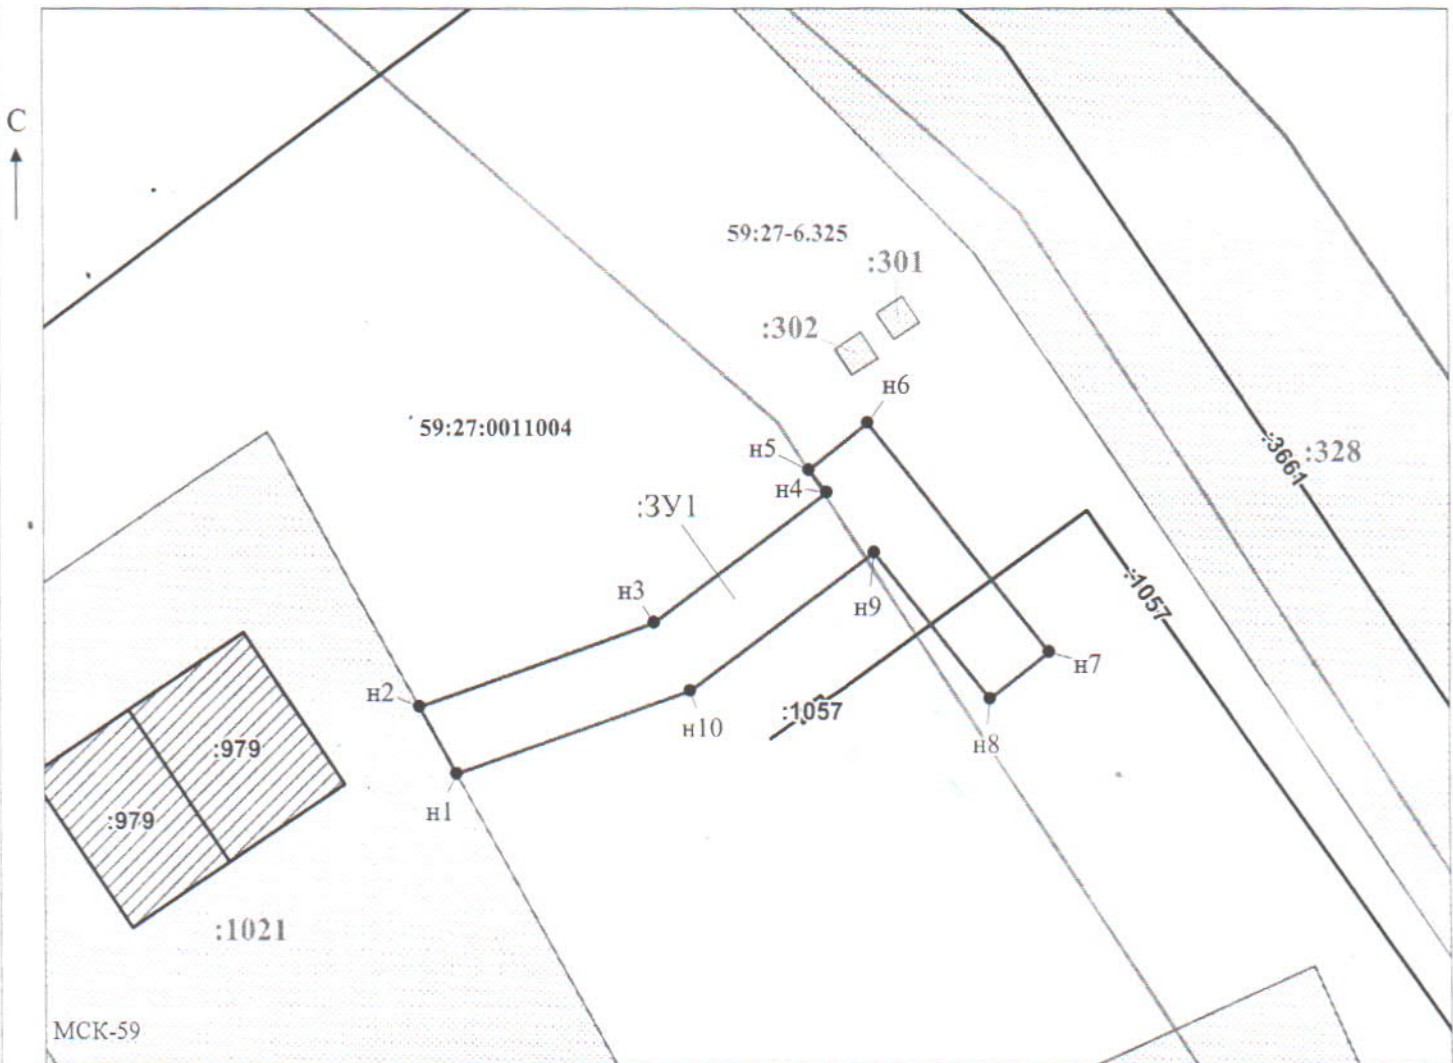 С
59:27-6.325
:301
:302
н6
59:27:0011004
н5
н4
:3661
:328
:ЗУ1
:1057
н3
н9
н7
н2
:1057
н10
н8
:979
:979
н1
:1021
МСК-59